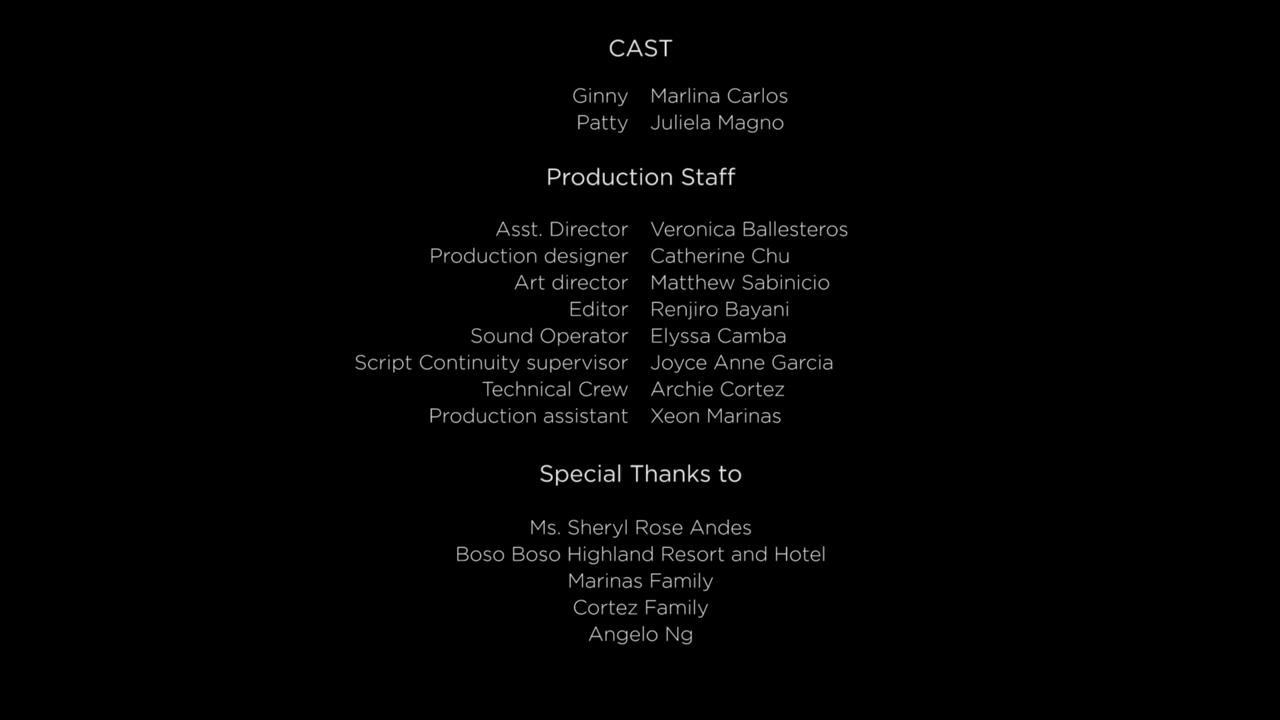 CAST
Ginny Marlina Carlos
Patty Juliela Magno
Production Staff
Asst. Director Veronica Ballesteros
Production designer Catherine Chu
Art director Matthew Sabinicio
Editor Renjiro Bayani
Sound Operator Elyssa Camba
Script Continuity supervisor Joyce Anne Garcia
Technical Crew Archie Cortez
Production assistant Xeon Marinas
Special Thanks to
Ms. Sheryl Rose Andes
Boso Boso Highland Resort and Hotel
Marinas Family
Cortez Family
Angelo Ng